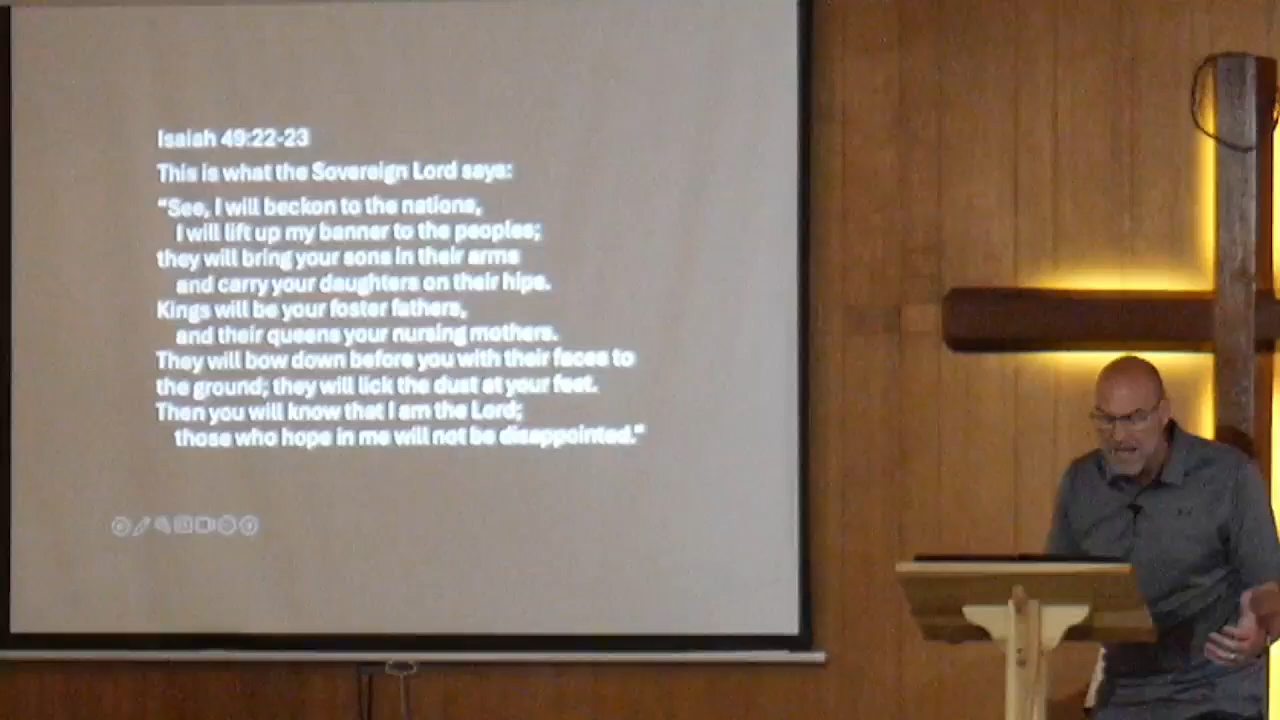 Isaiah 49:22-23
This is what the Sovereign Lord says:
“See, I will beckon to the nations,
I will lift up my banner to the peoples;
they will bring your sons in their arms
and carry your daughters on their hips.
Kings will be your foster fathers,
and their queens your nursing mothers.
They will bow down before you with their faces to
the ground; they will lick the dust at your feet.
Then you will know that I am the Lord;
those who hope in me will not be disappointed.”